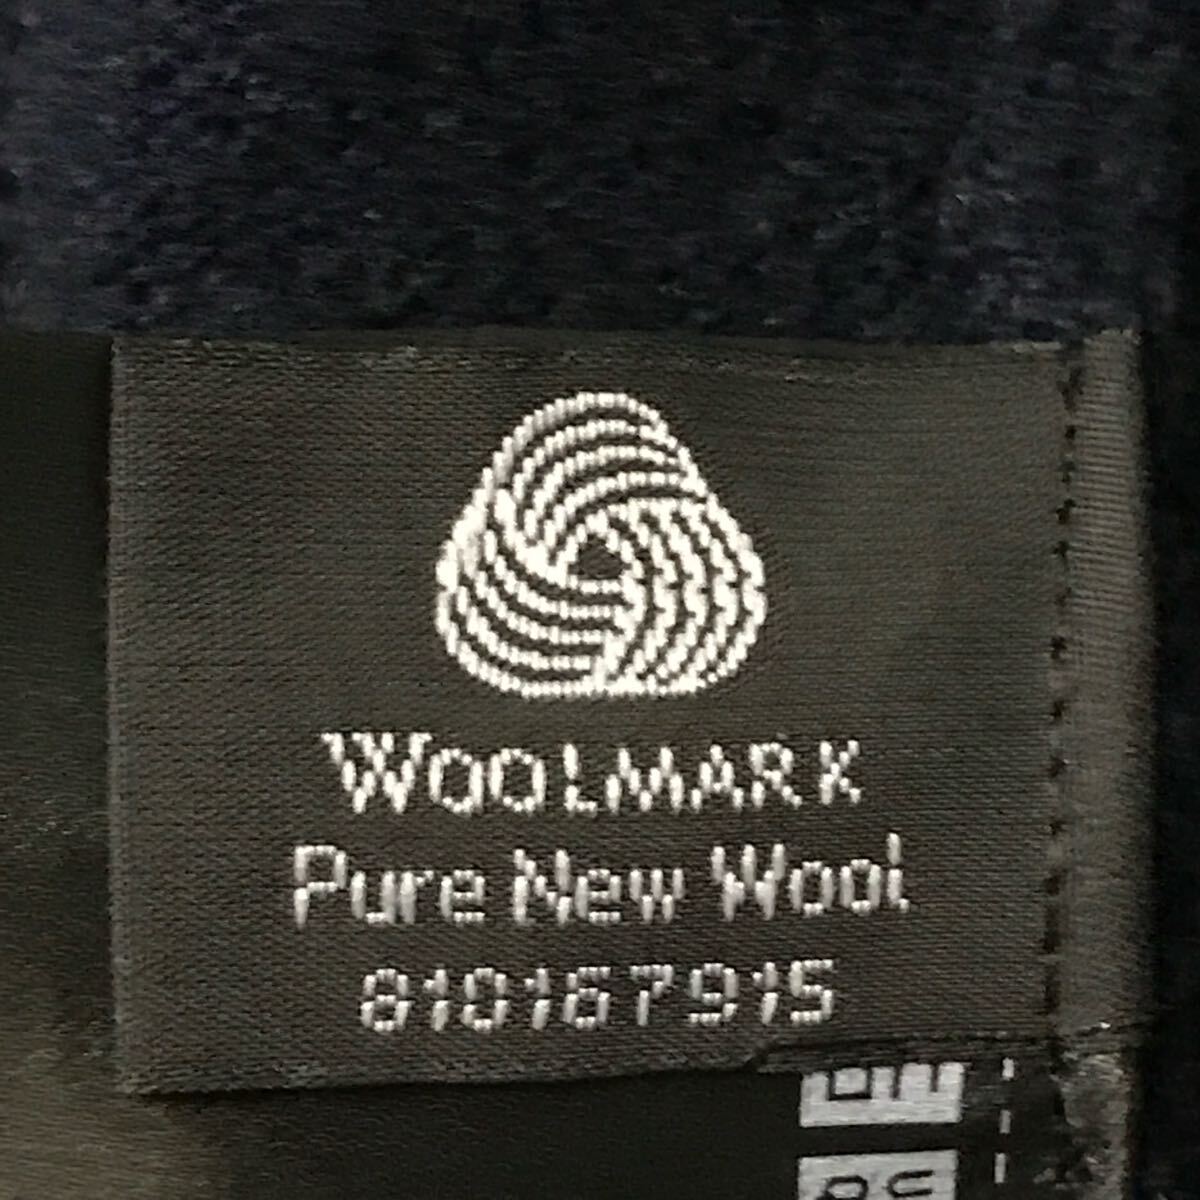 WOOLMARK
Pure New Wool
810167915